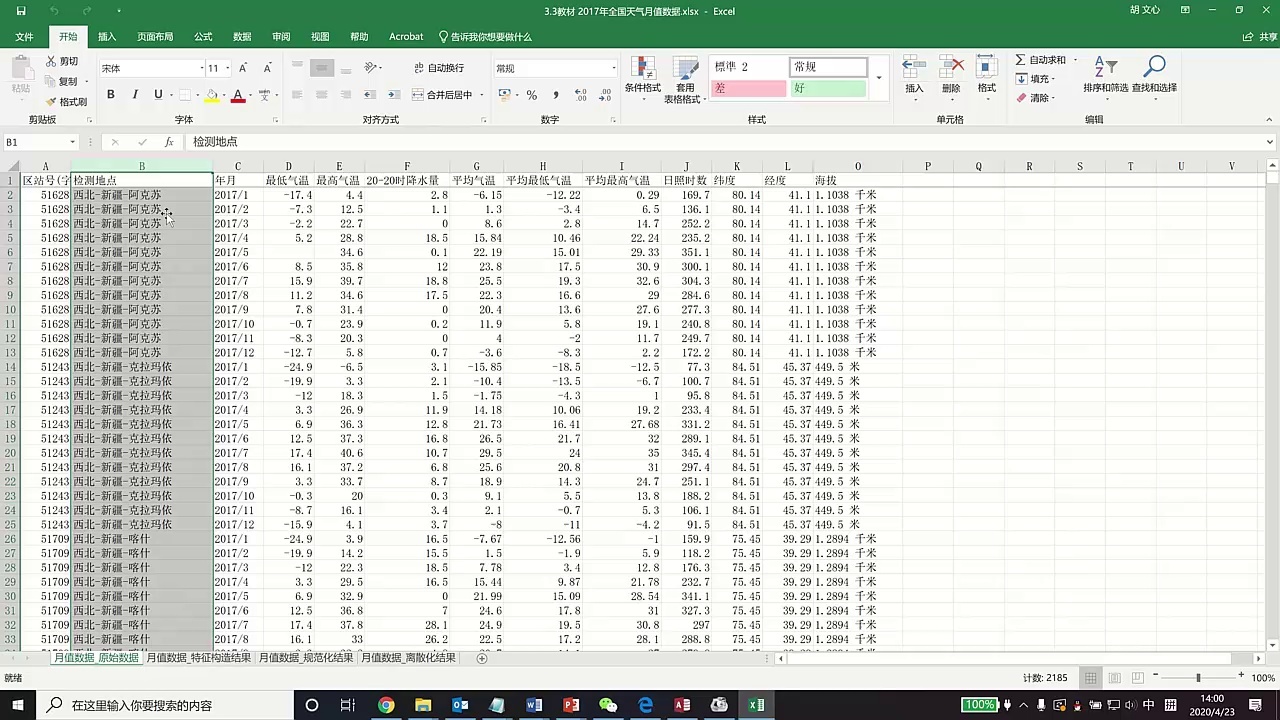 3.3教材 2017年全国天气月值数据.xlsx - Excel
胡 文心
文件 开始 插入 页面布局 公式 数据 审阅 视图 帮助 Acrobat 告诉我你想要做什么 共享
粘贴 剪切 复制 格式刷 剪贴板
宋体 11 B I U A 字体
自动换行 合并后居中 对齐方式
常规 % 数字
条件格式 套用表格格式 標準 2 常规 差 好 样式
插入 删除 格式 单元格
自动求和 填充 清除 排序和筛选 查找和选择 编辑
B1 fx 检测地点
A B C D E F G H I J K L O P Q R S T U V
1 区站号(字 检测地点 年月 最低气温 最高气温 20-20时降水量 平均气温 平均最低气温 平均最高气温 日照时数 纬度 经度 海拔
2 51628 西北-新疆-阿克苏 2017/1 -17.4 4.4 2.8 -6.15 -12.22 0.29 169.7 80.14 41.1 1.1038 千米
3 51628 西北-新疆-阿克苏 2017/2 -7.3 12.5 1.1 1.3 -3.4 6.5 136.1 80.14 41.1 1.1038 千米
4 51628 西北-新疆-阿克苏 2017/3 -2.2 22.7 0 8.6 2.8 14.7 252.2 80.14 41.1 1.1038 千米
5 51628 西北-新疆-阿克苏 2017/4 5.2 28.8 18.5 15.84 10.46 22.24 235.2 80.14 41.1 1.1038 千米
6 51628 西北-新疆-阿克苏 2017/5 34.6 0.1 22.19 15.01 29.33 351.1 80.14 41.1 1.1038 千米
7 51628 西北-新疆-阿克苏 2017/6 8.5 35.8 12 23.8 17.5 30.9 300.1 80.14 41.1 1.1038 千米
8 51628 西北-新疆-阿克苏 2017/7 15.9 39.7 18.8 25.5 19.3 32.6 304.3 80.14 41.1 1.1038 千米
9 51628 西北-新疆-阿克苏 2017/8 11.2 34.6 17.5 22.3 16.6 29 284.6 80.14 41.1 1.1038 千米
10 51628 西北-新疆-阿克苏 2017/9 7.8 31.4 0 20.4 13.6 27.6 277.3 80.14 41.1 1.1038 千米
11 51628 西北-新疆-阿克苏 2017/10 -0.7 23.9 0.2 11.9 5.8 19.1 240.8 80.14 41.1 1.1038 千米
12 51628 西北-新疆-阿克苏 2017/11 -8.3 20.3 0 4 -2 11.7 249.7 80.14 41.1 1.1038 千米
13 51628 西北-新疆-阿克苏 2017/12 -12.7 5.8 0.7 -3.6 -8.3 2.2 172.2 80.14 41.1 1.1038 千米
14 51243 西北-新疆-克拉玛依 2017/1 -24.9 -6.5 3.1 -15.85 -18.5 -12.5 77.3 84.51 45.37 449.5 米
15 51243 西北-新疆-克拉玛依 2017/2 -19.9 3.3 2.1 -10.4 -13.5 -6.7 100.7 84.51 45.37 449.5 米
16 51243 西北-新疆-克拉玛依 2017/3 -12 18.3 1.5 -1.75 -4.3 1 95.8 84.51 45.37 449.5 米
17 51243 西北-新疆-克拉玛依 2017/4 3.3 26.9 11.9 14.18 10.06 19.2 233.4 84.51 45.37 449.5 米
18 51243 西北-新疆-克拉玛依 2017/5 6.9 36.3 12.8 21.73 16.41 27.68 331.2 84.51 45.37 449.5 米
19 51243 西北-新疆-克拉玛依 2017/6 12.5 37.3 16.8 26.5 21.7 32 289.1 84.51 45.37 449.5 米
20 51243 西北-新疆-克拉玛依 2017/7 17.4 40.6 10.7 29.5 24 35 345.4 84.51 45.37 449.5 米
21 51243 西北-新疆-克拉玛依 2017/8 16.1 37.2 6.8 25.6 20.8 31 297.4 84.51 45.37 449.5 米
22 51243 西北-新疆-克拉玛依 2017/9 3.3 33.7 8.7 18.9 14.3 24.7 251.1 84.51 45.37 449.5 米
23 51243 西北-新疆-克拉玛依 2017/10 -0.3 20 0.3 9.1 5.5 13.8 188.2 84.51 45.37 449.5 米
24 51243 西北-新疆-克拉玛依 2017/11 -8.7 16.1 3.4 2.1 -0.7 5.3 106.1 84.51 45.37 449.5 米
25 51243 西北-新疆-克拉玛依 2017/12 -15.9 4.1 3.7 -8 -11 -4.2 91.5 84.51 45.37 449.5 米
26 51709 西北-新疆-喀什 2017/1 -24.9 3.9 16.5 -7.67 -12.56 -1 159.9 75.45 39.29 1.2894 千米
27 51709 西北-新疆-喀什 2017/2 -19.9 14.2 15.5 1.5 -1.9 5.9 118.2 75.45 39.29 1.2894 千米
28 51709 西北-新疆-喀什 2017/3 -12 22.3 18.5 7.78 3.4 12.8 176.3 75.45 39.29 1.2894 千米
29 51709 西北-新疆-喀什 2017/4 3.3 29.5 16.5 15.44 9.87 21.78 232.7 75.45 39.29 1.2894 千米
30 51709 西北-新疆-喀什 2017/5 6.9 32.9 0 21.99 15.09 28.54 341.1 75.45 39.29 1.2894 千米
31 51709 西北-新疆-喀什 2017/6 12.5 36.8 7 24.6 17.8 31 327.3 75.45 39.29 1.2894 千米
32 51709 西北-新疆-喀什 2017/7 17.4 37.8 28.1 24.9 19.5 30.8 297 75.45 39.29 1.2894 千米
33 51709 西北-新疆-喀什 2017/8 16.1 33 26.2 22.5 17.2 28.1 288.8 75.45 39.29 1.2894 千米
月值数据_原始数据 月值数据_特征构造结果 月值数据_规范化结果 月值数据_离散化结果
就绪 计数: 2185 100%
在这里输入你要搜索的内容 100% 中 拼 14:00
2020/4/23